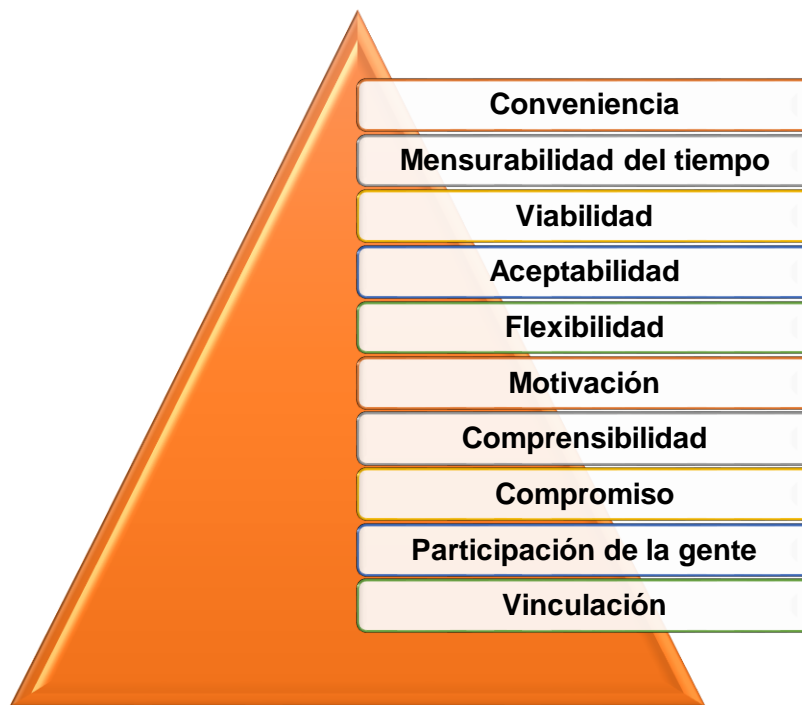 Conveniencia
Mensurabilidad del tiempo
Viabilidad
Aceptabilidad
Flexibilidad
Motivación
Comprensibilidad
Compromiso
Participación de la gente
Vinculación